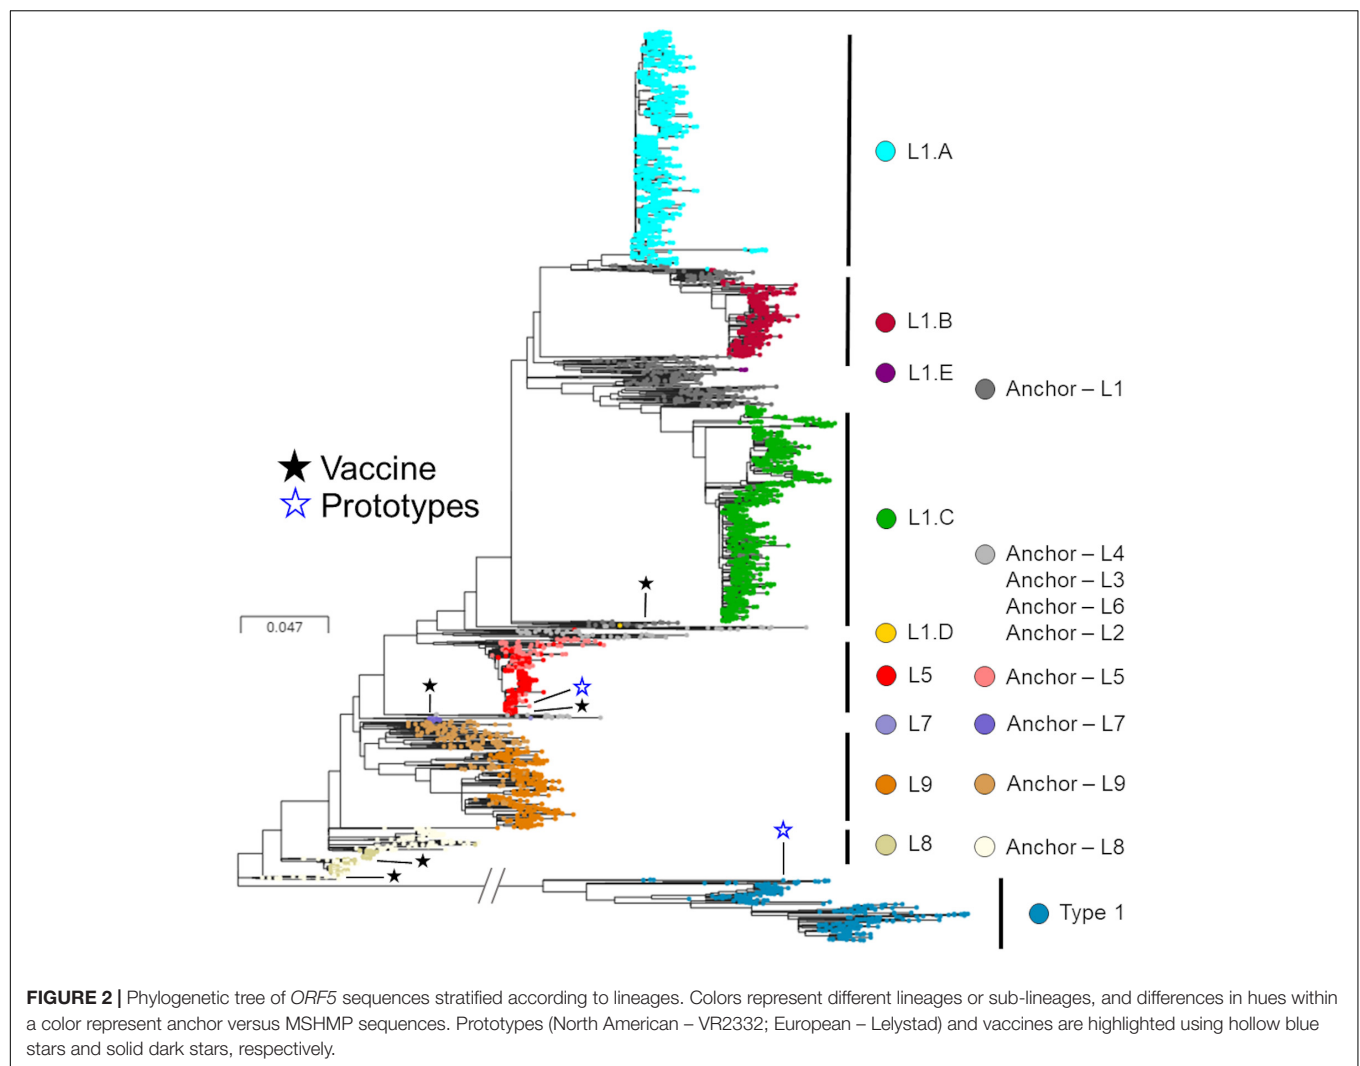 L1.A
L1.B
L1.E
Anchor – L1
★ Vaccine
☆ Prototypes
L1.C
Anchor – L4
Anchor – L3
Anchor – L6
0.047
L1.D Anchor – L2
L5 Anchor – L5
L7 Anchor – L7
L9 Anchor – L9
L8 Anchor – L8
Type 1
FIGURE 2 | Phylogenetic tree of ORF5 sequences stratified according to lineages. Colors represent different lineages or sub-lineages, and differences in hues within
a color represent anchor versus MSHMP sequences. Prototypes (North American – VR2332; European – Lelystad) and vaccines are highlighted using hollow blue
stars and solid dark stars, respectively.